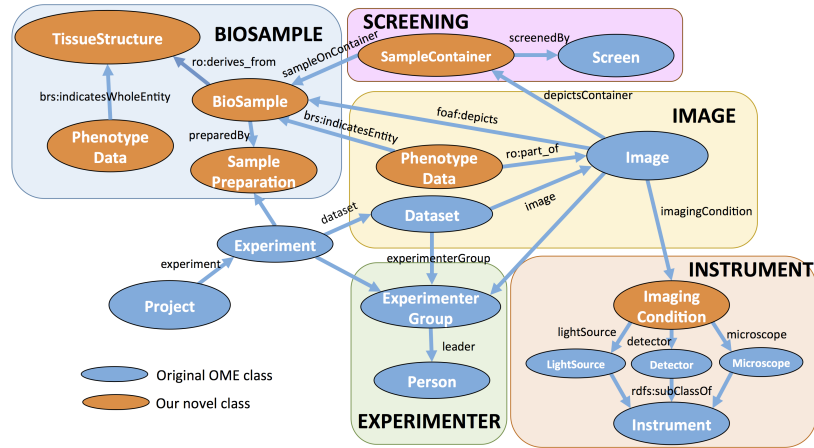 SCREENING
TissueStructure
BIOSAMPLE
sampleOnContainer
SampleContainer
screenedBy
Screen
ro:derives_from
brs:indicatesWholeEntity
BioSample
depictsContainer
foaf:depicts
IMAGE
brs:indicatesEntity
preparedBy
Phenotype
Data
Sample
Preparation
Phenotype
Data
ro:part_of
Image
dataset
Dataset
image
imagingCondition
Experiment
experimenterGroup
experiment
INSTRUMENT
Project
Experimenter
Group
Imaging
Condition
lightSource
detector
microscope
leader
LightSource
Detector
Microscope
Person
rdfs:subClassOf
Original OME class
Our novel class
EXPERIMENTER
Instrument